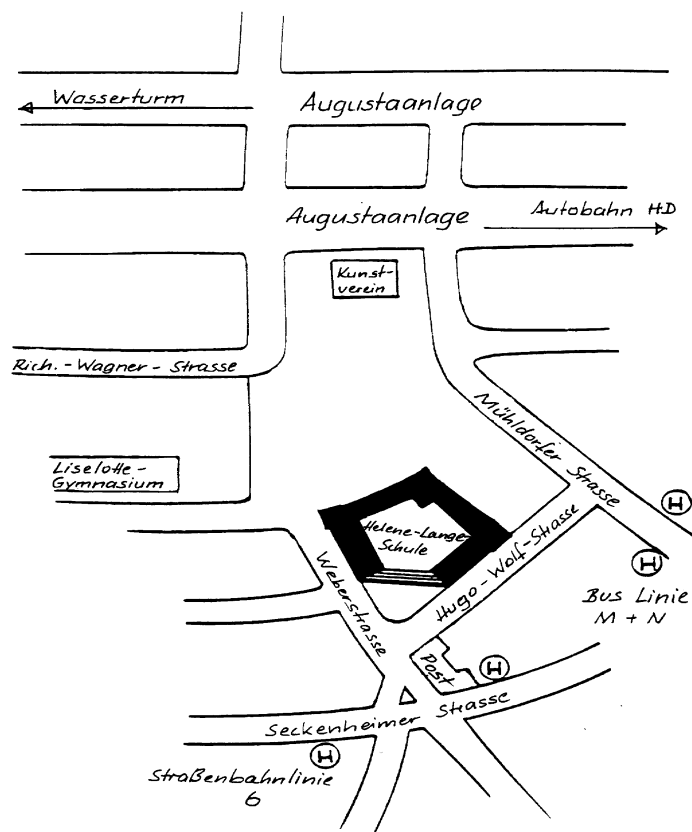 Wasserturm
Augustaanlage
Augustaanlage
Autobahn HD
Kunst-
verein
Rich.-Wagner-Strasse
Mühldorfer Strasse
Liselotte-
Gymnasium
H
Helene-Lange-
Schule
Hugo-Wolf-Strasse
H
Weberstrasse
Bus Linie
M + N
Post
H
Seckenheimer Strasse
H
Straßenbahnlinie
6